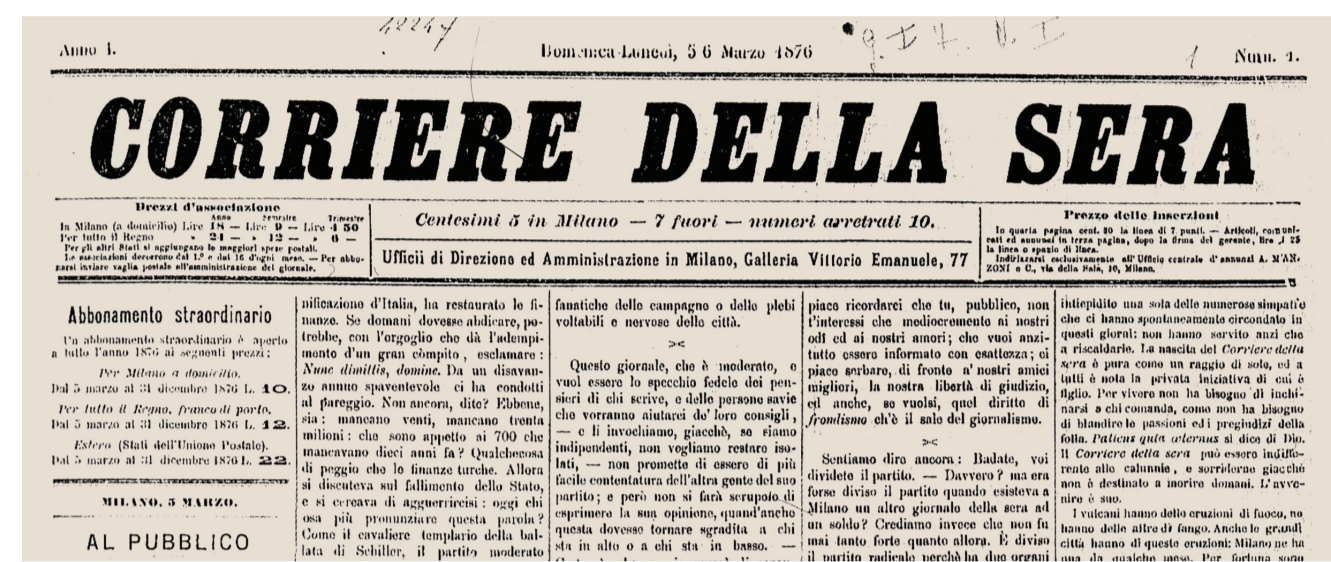 42247
g. I 7. N. I
1
Anno I.
Domenica-Lunedì, 5 6 Marzo 1876
Num. 1.
CORRIERE DELLA SERA
Prezzi d'associazione
Anno Semestre Trimestre
In Milano (a domicilio) Lire 18 — Lire 9 — Lire 4 50
Per tutto il Regno » 24 — » 12 — » 6 —
Per gli altri Stati si aggiungano le maggiori spese postali.
Le associazioni decorrono dal 1.º e dal 16 d'ogni mese. — Per abbo-
narsi inviare vaglia postale all'amministrazione del giornale.
Centesimi 5 in Milano — 7 fuori — numeri arretrati 10.
Ufficii di Direzione ed Amministrazione in Milano, Galleria Vittorio Emanuele, 77
Prezzo delle Inserzioni
In quarta pagina cent. 80 la linea di 7 punti. — Articoli, comuni-
cati ed annunci in terza pagina, dopo la firma del gerente, lire 1 25
la linea o spazio di linea.
Indirizzarsi esclusivamente all'Ufficio centrale d'annunzi A. MAN-
ZONI e C., via della Sala, 10, Milano.
Abbonamento straordinario
Un abbonamento straordinario è aperto
a tutto l'anno 1876 ai seguenti prezzi:
Per Milano a domicilio.
Dal 5 marzo al 31 dicembre 1876 L. 10.
Per tutto il Regno, franco di porto.
Dal 5 marzo al 31 dicembre 1876 L. 12.
Estero (Stati dell'Unione Postale).
Dal 5 marzo al 31 dicembre 1876 L. 22.
MILANO, 5 MARZO.
AL PUBBLICO
nificazione d'Italia, ha restaurato le fi-
nanze. Se domani dovesse abdicare, po-
trebbe, con l'orgoglio che dà l'adempi-
mento d'un gran còmpito, esclamare:
Nunc dimittis, domine. Da un disavan-
zo annuo spaventevole ci ha condotti
al pareggio. Non ancora, dite? Ebbene,
sia: mancano venti, mancano trenta
milioni: che sono appetto ai 700 che
mancavano dieci anni fa? Qualchecosa
di peggio che le finanze turche. Allora
si discuteva sul fallimento dello Stato,
e si cercava di agguerrircisi: oggi chi
osa più pronunziare questa parola?
Come il cavaliere templario della bal-
lata di Schiller, il partito moderato
fanatiche delle campagne o delle plebi
voltabili e nervose delle città.
Questo giornale, che è moderato, e
vuol essere lo specchio fedele dei pen-
sieri di chi scrive, e delle persone savie
che vorranno aiutarci de' loro consigli,
— e li invochiamo, giacchè, se siamo
indipendenti, non vogliamo restare iso-
lati, — non promette di essere di più
facile contentatura dell'altra gente del suo
partito; e però non si farà scrupolo di
esprimere la sua opinione, quand'anche
questa dovesse tornare sgradita a chi
sta in alto o a chi sta in basso. —
piace ricordarci che tu, pubblico, non
t'interessi che mediocremente ai nostri
odî ed ai nostri amori; che vuoi anzi-
tutto essere informato con esattezza; ci
piace serbare, di fronte a' nostri amici
migliori, la nostra libertà di giudizio,
ed anche, se vuolsi, quel diritto di
frondismo ch'è il sale del giornalismo.
Sentiamo dire ancora: Badate, voi
dividete il partito. — Davvero? ma era
forse diviso il partito quando esisteva a
Milano un altro giornale della sera ad
un soldo? Crediamo invece che non fu
mai tanto forte quanto allora. È diviso
il partito radicale perchè ha due organi
intiepidito una sola delle numerose simpatie
che ci hanno spontaneamente circondato in
questi giorni: non hanno servito anzi che
a riscaldarle. La nascita del Corriere della
sera è pura come un raggio di sole, ed a
tutti è nota la privata iniziativa di cui è
figlio. Per vivere non ha bisogno di inchi-
narsi a chi comanda, come non ha bisogno
di blandire le passioni ed i pregiudizi della
folla. Patiens quia aeternus si dice di Dio.
Il Corriere della sera può essere indiffe-
rente alle calunnie, e sorriderne giacchè
non è destinato a morire domani. L'avve-
nire è suo.
I vulcani hanno delle eruzioni di fuoco, ne
hanno delle altre di fango. Anche le grandi
città hanno di queste eruzioni: Milano ne ha
una da qualche mese. Per fortuna sono